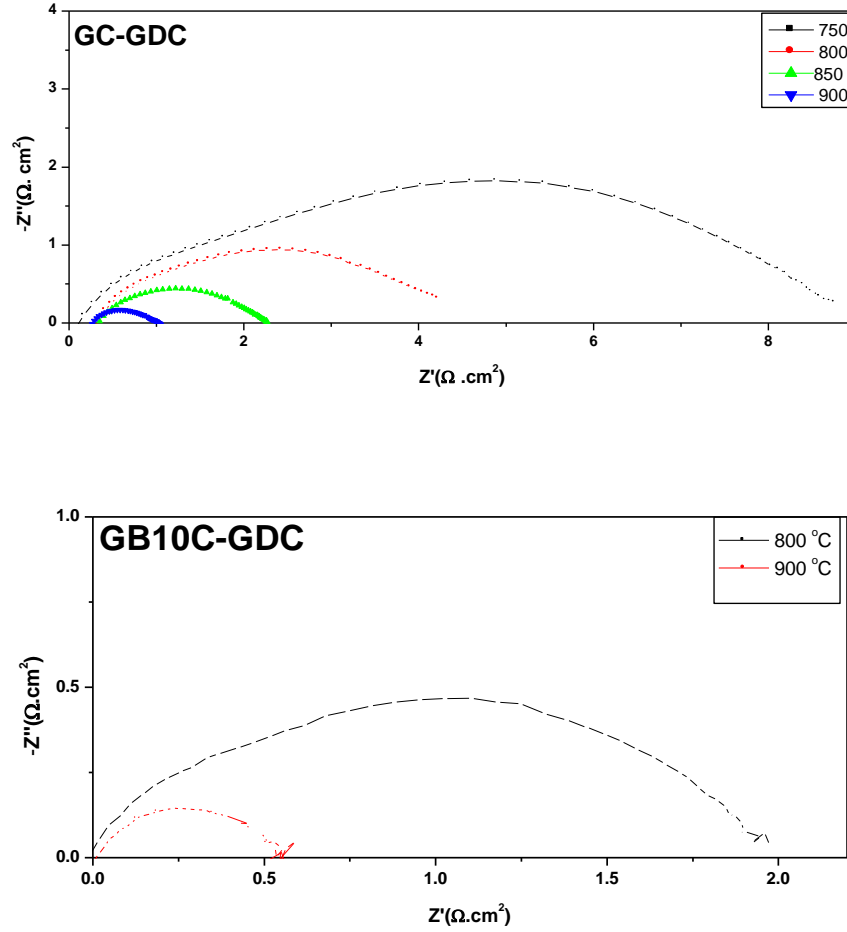 GC-GDC
750
800
850
900
4
3
2
1
0
-Z''(Ω. cm²)
0
2
4
6
8
Z'(Ω .cm²)
GB10C-GDC
800 °C
900 °C
1.0
0.5
0.0
-Z''(Ω.cm²)
0.0
0.5
1.0
1.5
2.0
Z'(Ω.cm²)